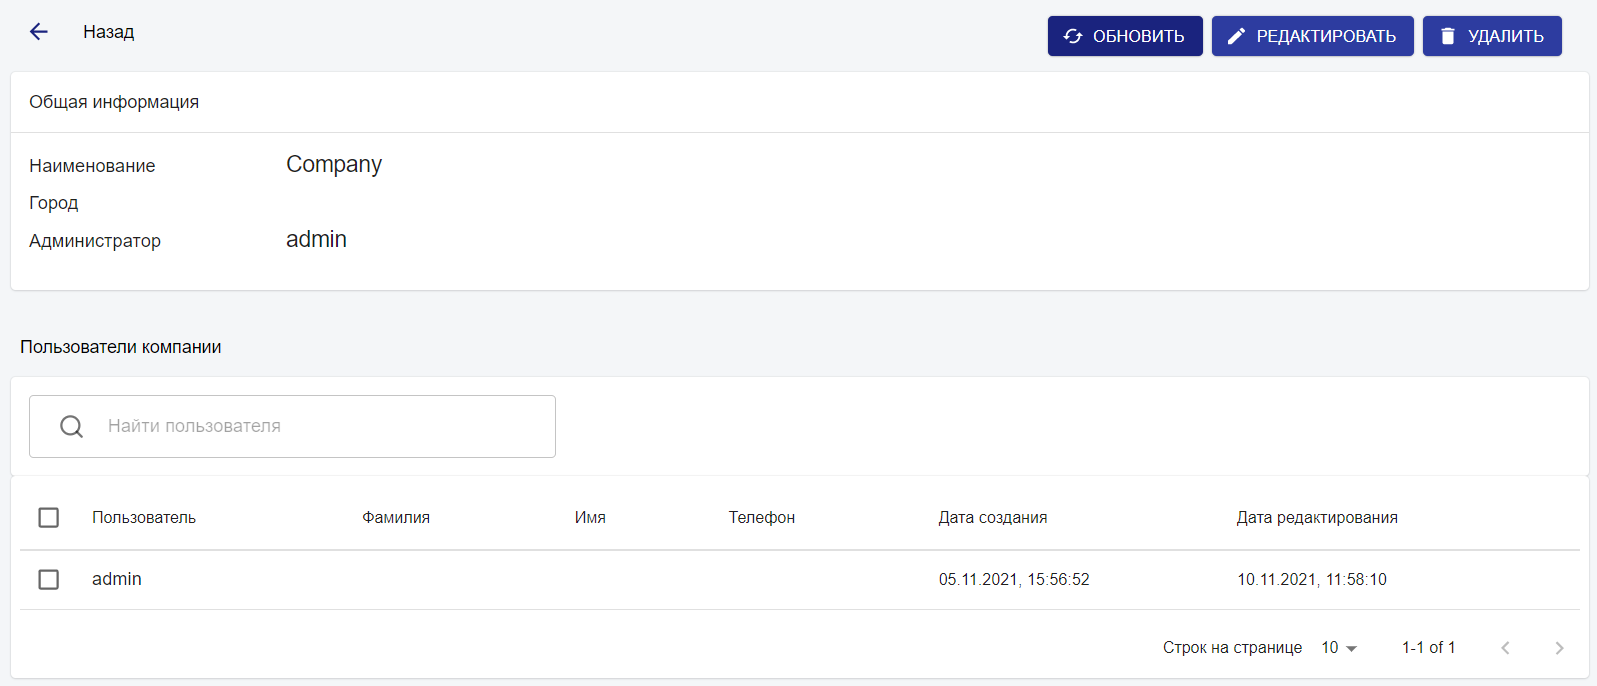 Назад
ОБНОВИТЬ
РЕДАКТИРОВАТЬ
УДАЛИТЬ
Общая информация
Наименование
Company
Город
Администратор
admin
Пользователи компании
Найти пользователя
Пользователь
Фамилия
Имя
Телефон
Дата создания
Дата редактирования
admin
05.11.2021, 15:56:52
10.11.2021, 11:58:10
Строк на странице
10
1-1 of 1